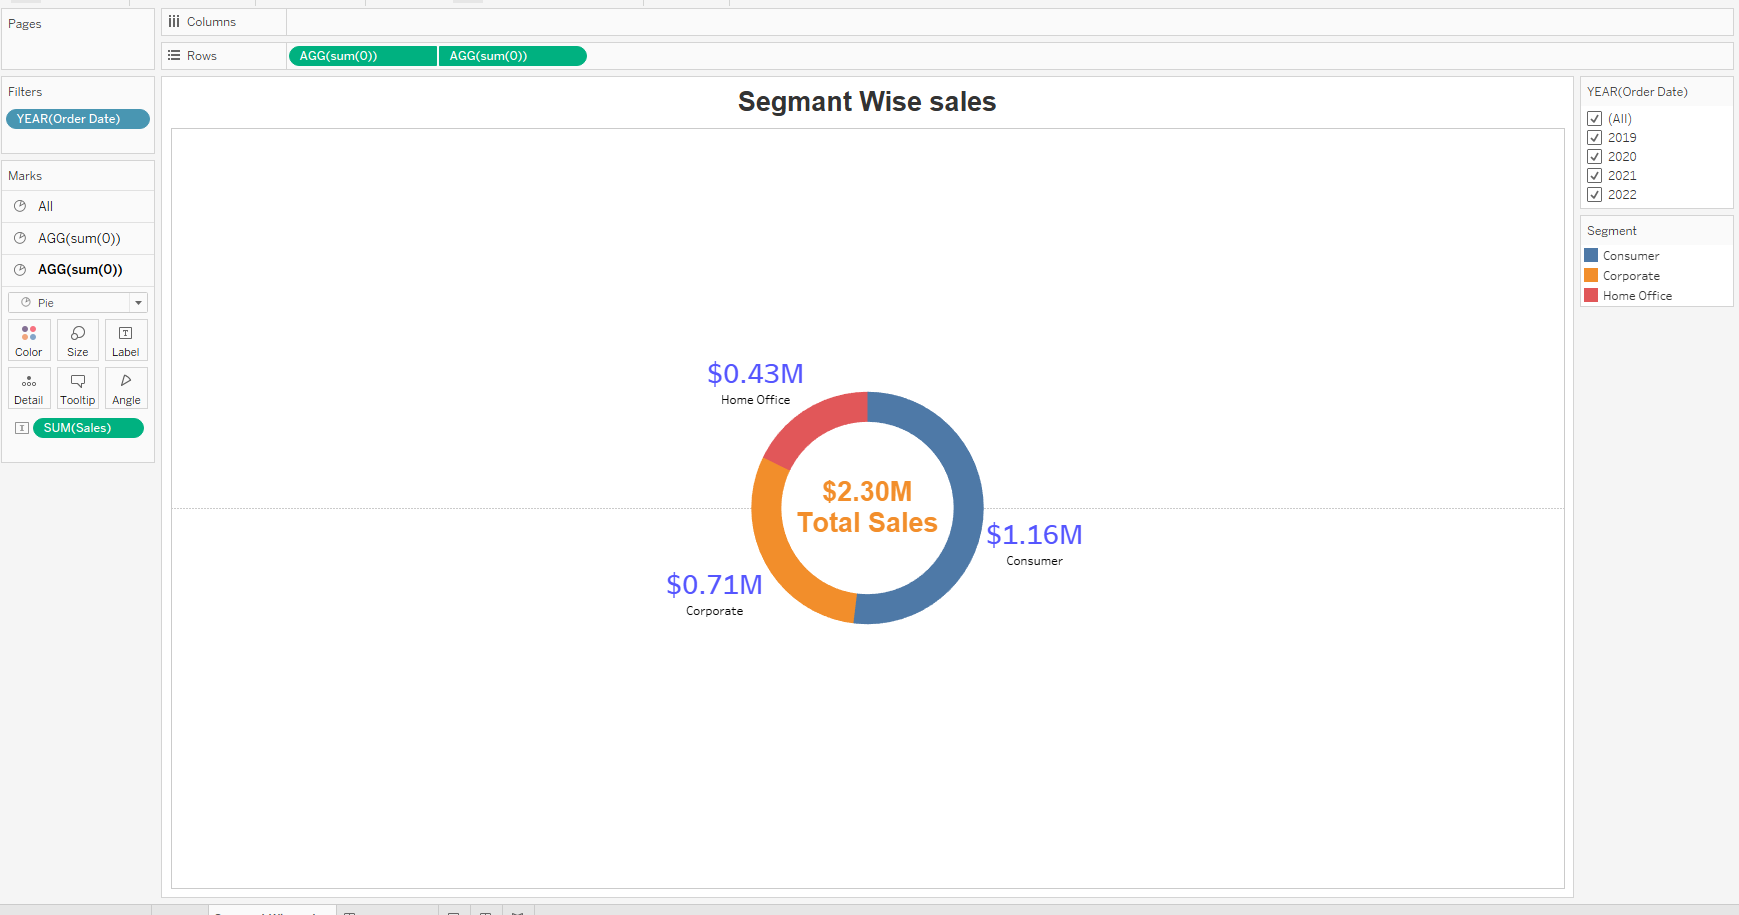 Pages
Columns
Rows
AGG(sum(0))
AGG(sum(0))
Filters
YEAR(Order Date)
Marks
All
AGG(sum(0))
AGG(sum(0))
Pie
Color
Size
Label
Detail
Tooltip
Angle
SUM(Sales)
Segmant Wise sales
$0.43M
Home Office
$2.30M
Total Sales
$1.16M
Consumer
$0.71M
Corporate
YEAR(Order Date)
(All)
2019
2020
2021
2022
Segment
Consumer
Corporate
Home Office